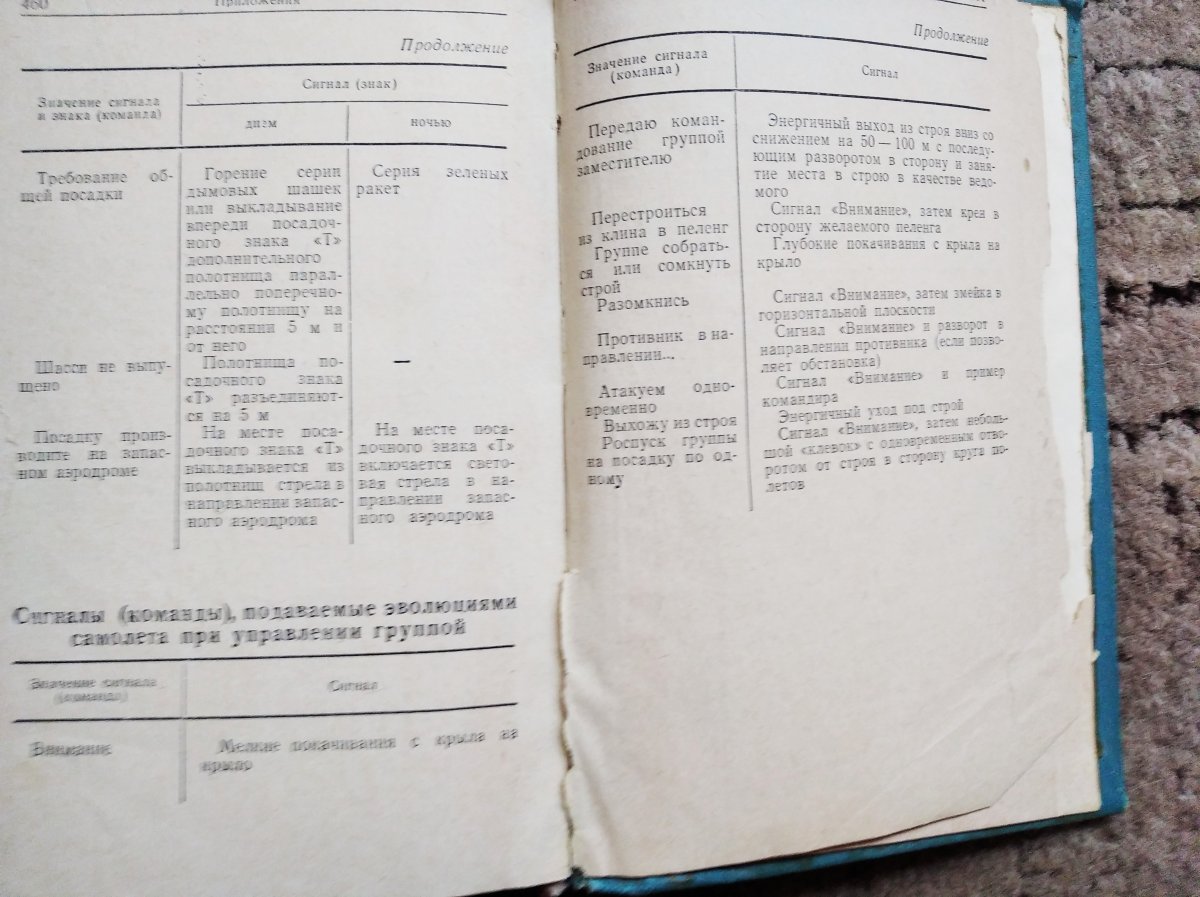 460 Приложения
Продолжение
Значение сигнала
и знака (команда)
Сигнал (знак)
днем
ночью
Требование об-
щей посадки
Горение серии
дымовых шашек
или выкладывание
впереди посадоч-
ного знака «Т»
дополнительного
полотнища парал-
лельно поперечно-
му полотнищу на
расстоянии 5 м и
от него
Серия зеленых
ракет
Шасси не выпу-
щено
Полотнища по-
садочного знака
«Т» разъединяют-
ся на 5 м
—
Посадку произ-
водите на запас-
ном аэродроме
На месте поса-
дочного знака «Т»
выкладывается из
полотнищ стрела в
направлении запас-
ного аэродрома
На месте поса-
дочного знака «Т»
включается свето-
вая стрела в на-
правлении запас-
ного аэродрома
Сигналы (команды), подаваемые эволюциями
самолета при управлении группой
Значение сигнала
(команда)
Сигнал
Внимание
Мелкие покачивания с крыла на
крыло
Продолжение
Значение сигнала
(команда)
Сигнал
Передаю коман-
дование группой
заместителю
Энергичный выход из строя вниз со
снижением на 50—100 м с последу-
ющим разворотом в сторону и заня-
тие места в строю в качестве ведо-
мого
Перестроиться
из клина в пеленг
Сигнал «Внимание», затем крен в
сторону желаемого пеленга
Группе собрать-
ся или сомкнуть
строй
Глубокие покачивания с крыла на
крыло
Разомкнись
Сигнал «Внимание», затем змейка в
горизонтальной плоскости
Противник в на-
правлении...
Сигнал «Внимание» и разворот в
направлении противника (если позво-
ляет обстановка)
Атакуем одно-
временно
Сигнал «Внимание» и пример
командира
Выхожу из строя
Энергичный уход под строй
Роспуск группы
на посадку по од-
ному
Сигнал «Внимание», затем неболь-
шой «клевок» с одновременным отво-
ротом от строя в сторону круга по-
летов